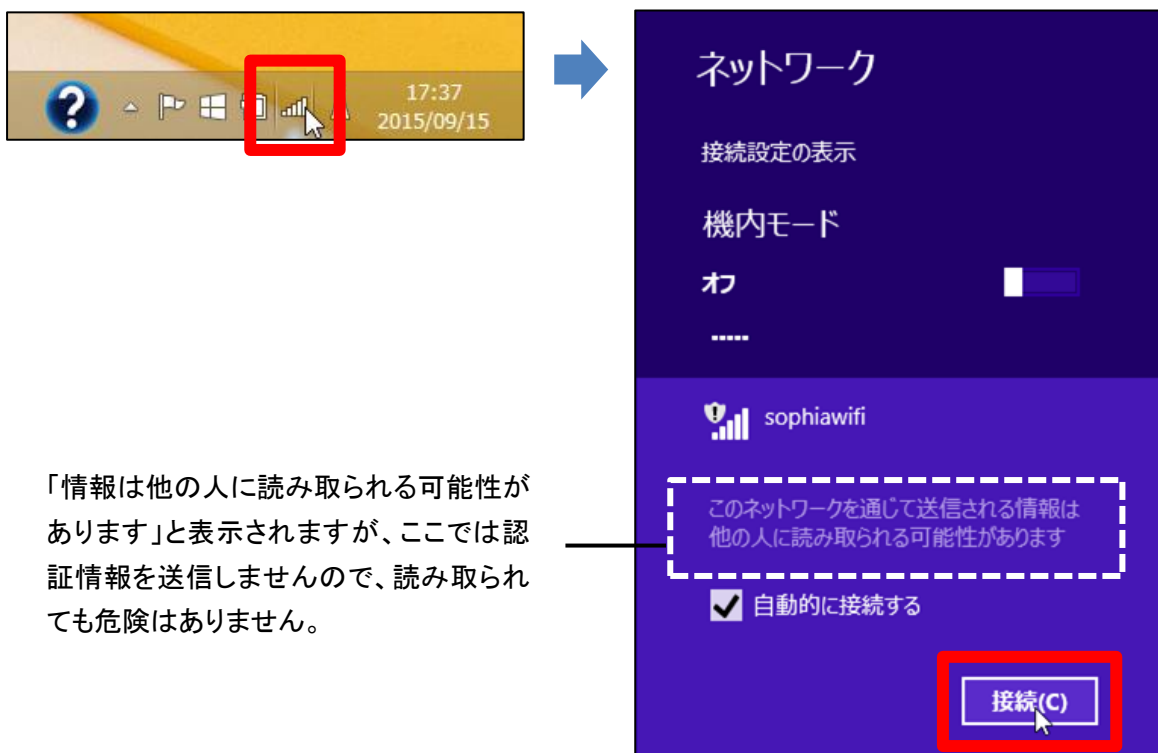 17:37
2015/09/15
ネットワーク
接続設定の表示
機内モード
オフ
sophiawifi
このネットワークを通じて送信される情報は
他の人に読み取られる可能性があります
自動的に接続する
接続(C)
「情報は他の人に読み取られる可能性が
あります」と表示されますが、ここでは認
証情報を送信しませんので、読み取られ
ても危険はありません。